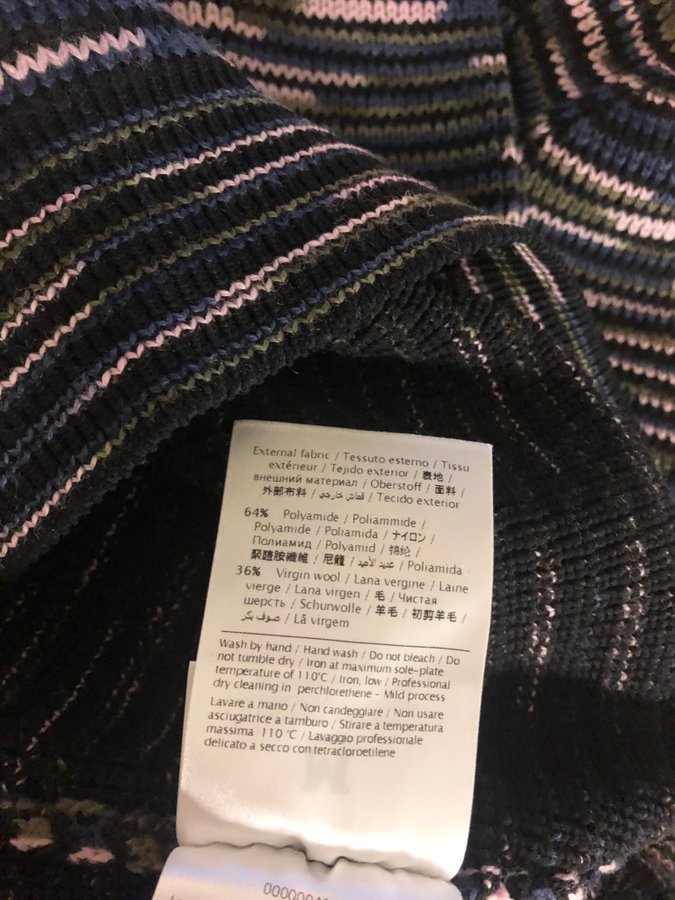 External fabric / Tessuto esterno / Tissu
extérieur / Tejido exterior / 表地 /
внешний материал / Oberstoff / 面料 /
外部布料 / قماش خارجي / Tecido exterior
64% Polyamide / Poliammide /
Polyamide / Poliamida / ナイロン /
Полиамид / Polyamid / 锦纶 /
聚醯胺纖維 / 尼龍 / عديد الأميد / Poliamida
36% Virgin wool / Lana vergine / Laine
vierge / Lana virgen / 毛 / Чистая
шерсть / Schurwolle / 羊毛 / 初剪羊毛 /
صوف بكر / Lã virgem
Wash by hand / Hand wash / Do not bleach / Do
not tumble dry / Iron at maximum sole-plate
temperature of 110°C / Iron, low / Professional
dry cleaning in perchlorethene - Mild process
Lavare a mano / Non candeggiare / Non usare
asciugatrice a tamburo / Stirare a temperatura
massima 110 °C / Lavaggio professionale
delicato a secco con tetracloroetilene